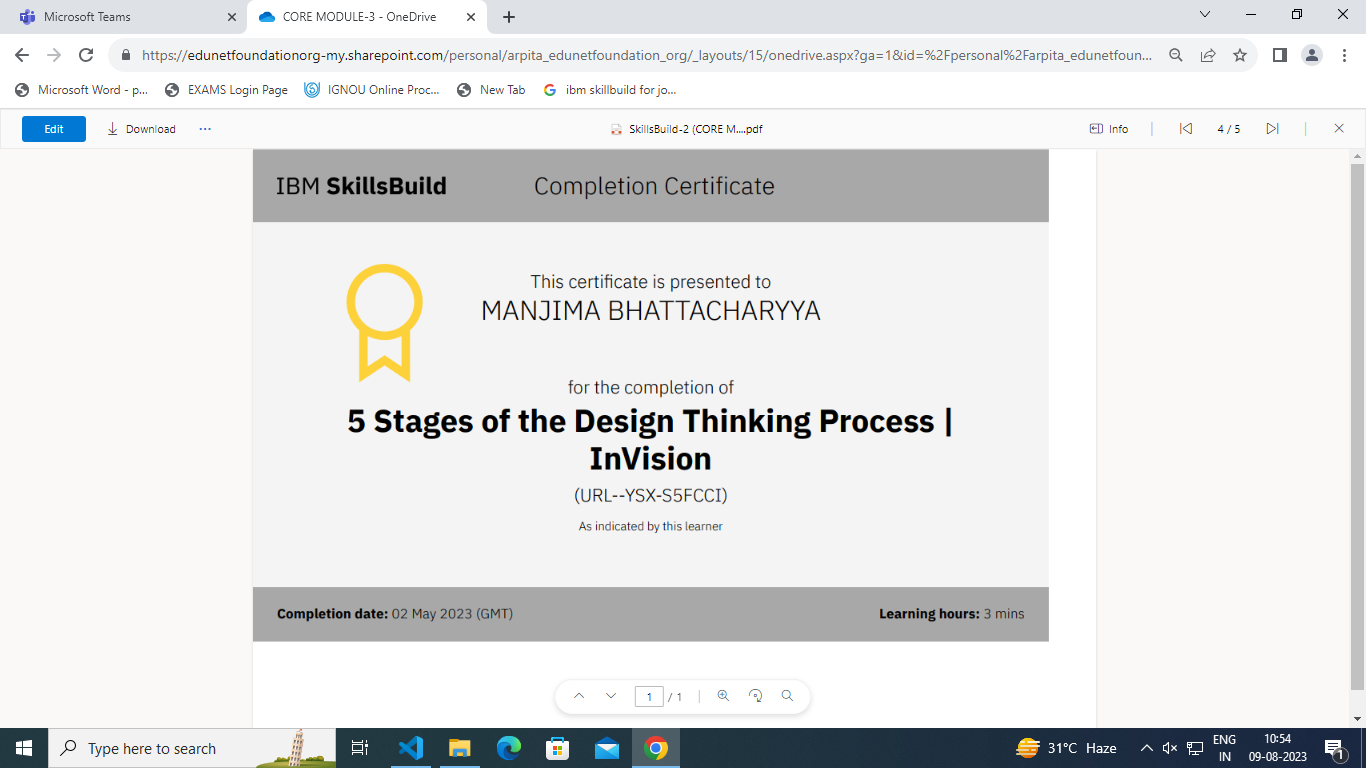 Microsoft Teams
CORE MODULE-3 - OneDrive
https://edunetfoundationorg-my.sharepoint.com/personal/arpita_edunetfoundation_org/_layouts/15/onedrive.aspx?ga=1&id=%2Fpersonal%2Farpita_edunetfoun...
Microsoft Word - p...
EXAMS Login Page
IGNOU Online Proc...
New Tab
ibm skillbuild for jo...
Edit
Download
SkillsBuild-2 (CORE M....pdf
Info
4 / 5
IBM SkillsBuild
Completion Certificate
This certificate is presented to
MANJIMA BHATTACHARYYA
for the completion of
5 Stages of the Design Thinking Process |
InVision
(URL--YSX-S5FCCI)
As indicated by this learner
Completion date: 02 May 2023 (GMT)
Learning hours: 3 mins
1 / 1
Type here to search
31°C Haze
ENG
IN
10:54
09-08-2023
1